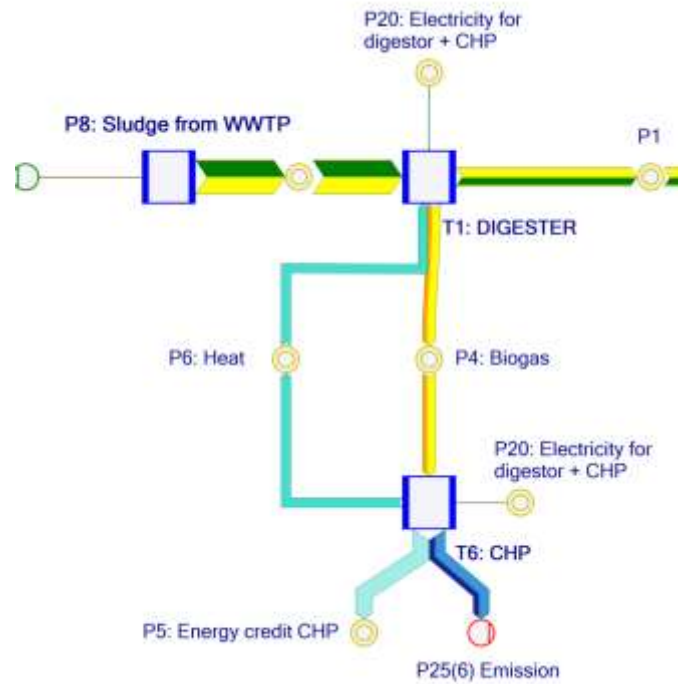 P20: Electricity for
digestor + CHP
P8: Sludge from WWTP
P1
T1: DIGESTER
P6: Heat
P4: Biogas
P20: Electricity for
digestor + CHP
T6: CHP
P5: Energy credit CHP
P25(6) Emission